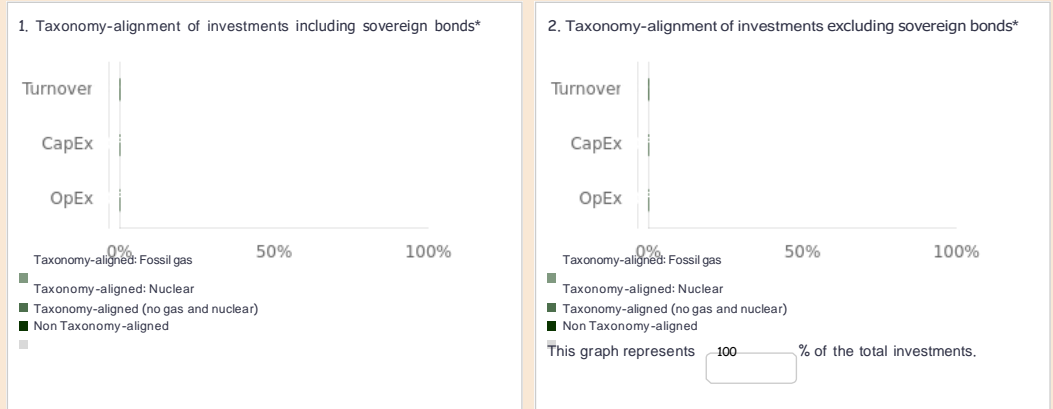 1. Taxonomy-alignment of investments including sovereign bonds*
Turnover
CapEx
OpEx
0% 50% 100%
Taxonomy-aligned: Fossil gas
Taxonomy-aligned: Nuclear
Taxonomy-aligned (no gas and nuclear)
Non Taxonomy-aligned
2. Taxonomy-alignment of investments excluding sovereign bonds*
Turnover
CapEx
OpEx
0% 50% 100%
Taxonomy-aligned: Fossil gas
Taxonomy-aligned: Nuclear
Taxonomy-aligned (no gas and nuclear)
Non Taxonomy-aligned
This graph represents 100 % of the total investments.